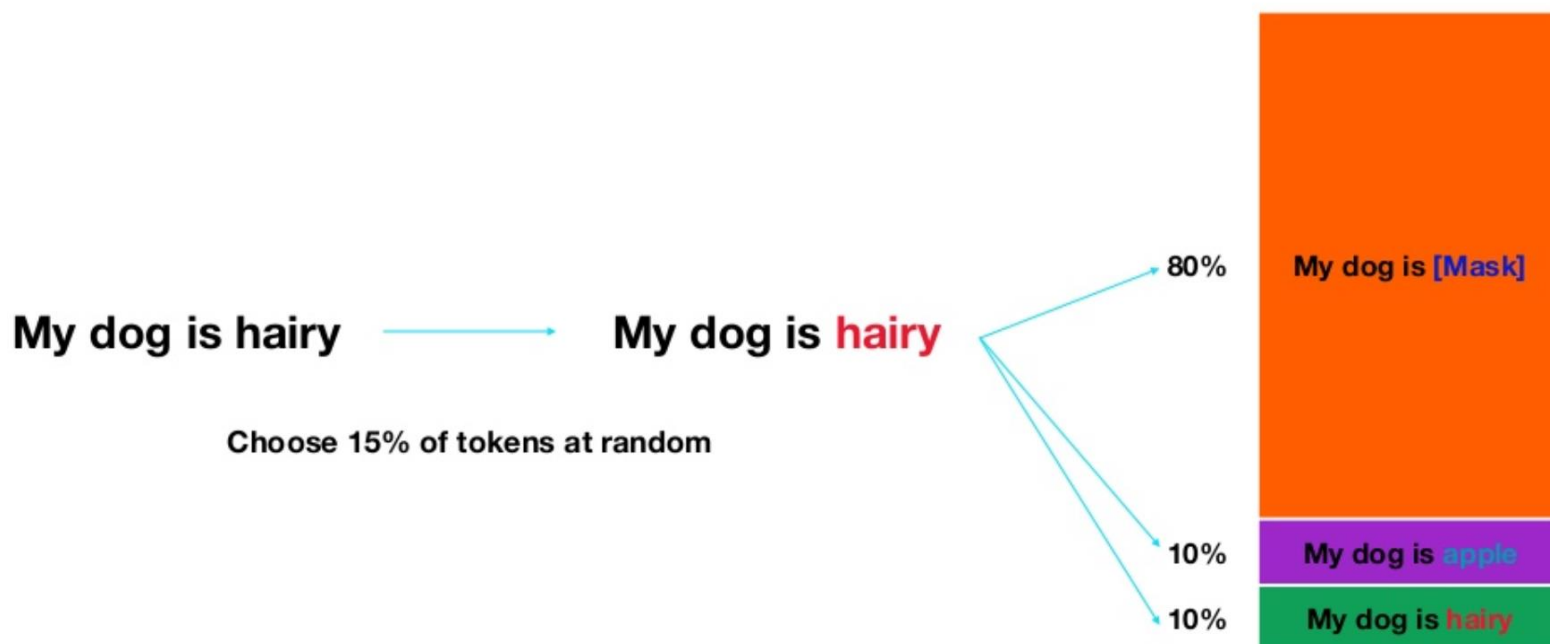 My dog is hairy
My dog is hairy
Choose 15% of tokens at random
80%
My dog is [Mask]
10%
My dog is apple
10%
My dog is hairy